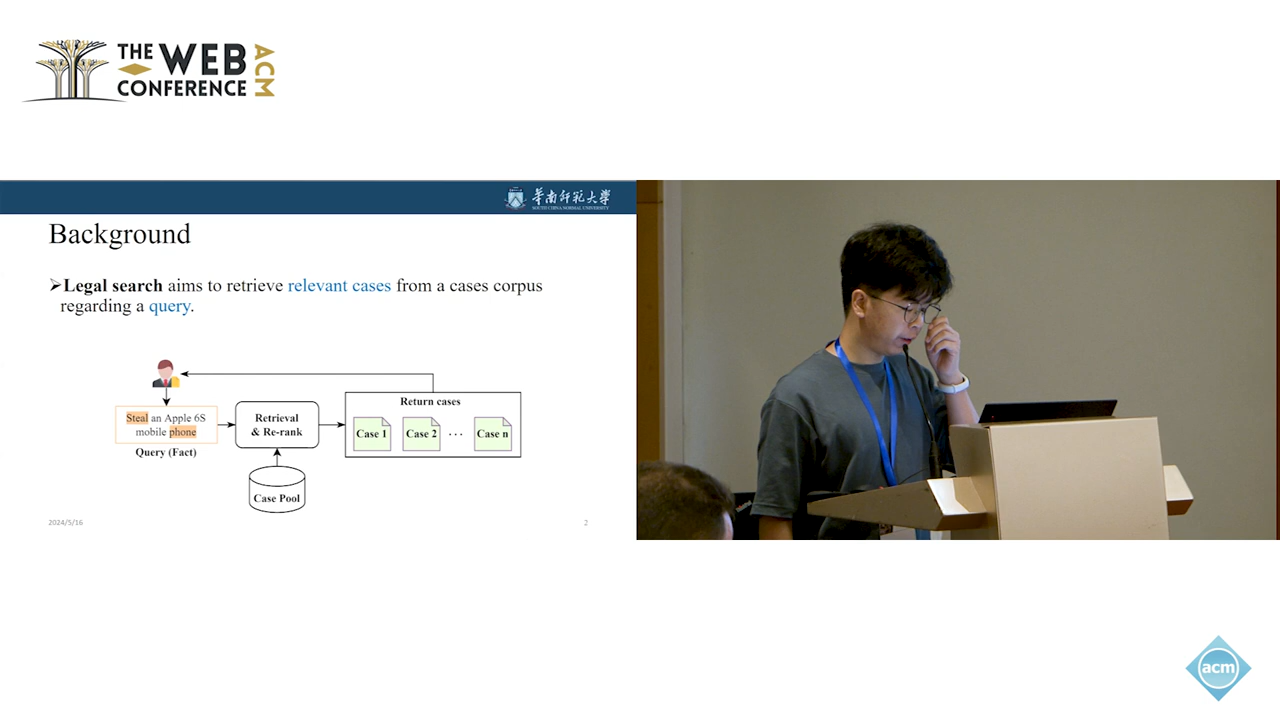 THE WEB CONFERENCE ACM
華南師範大學
SOUTH CHINA NORMAL UNIVERSITY
Background
➢Legal search aims to retrieve relevant cases from a cases corpus
regarding a query.
Steal an Apple 6S
mobile phone
Query (Fact)
Retrieval
& Re-rank
Case Pool
Return cases
Case 1
Case 2
...
Case n
2024/5/16
2
acm